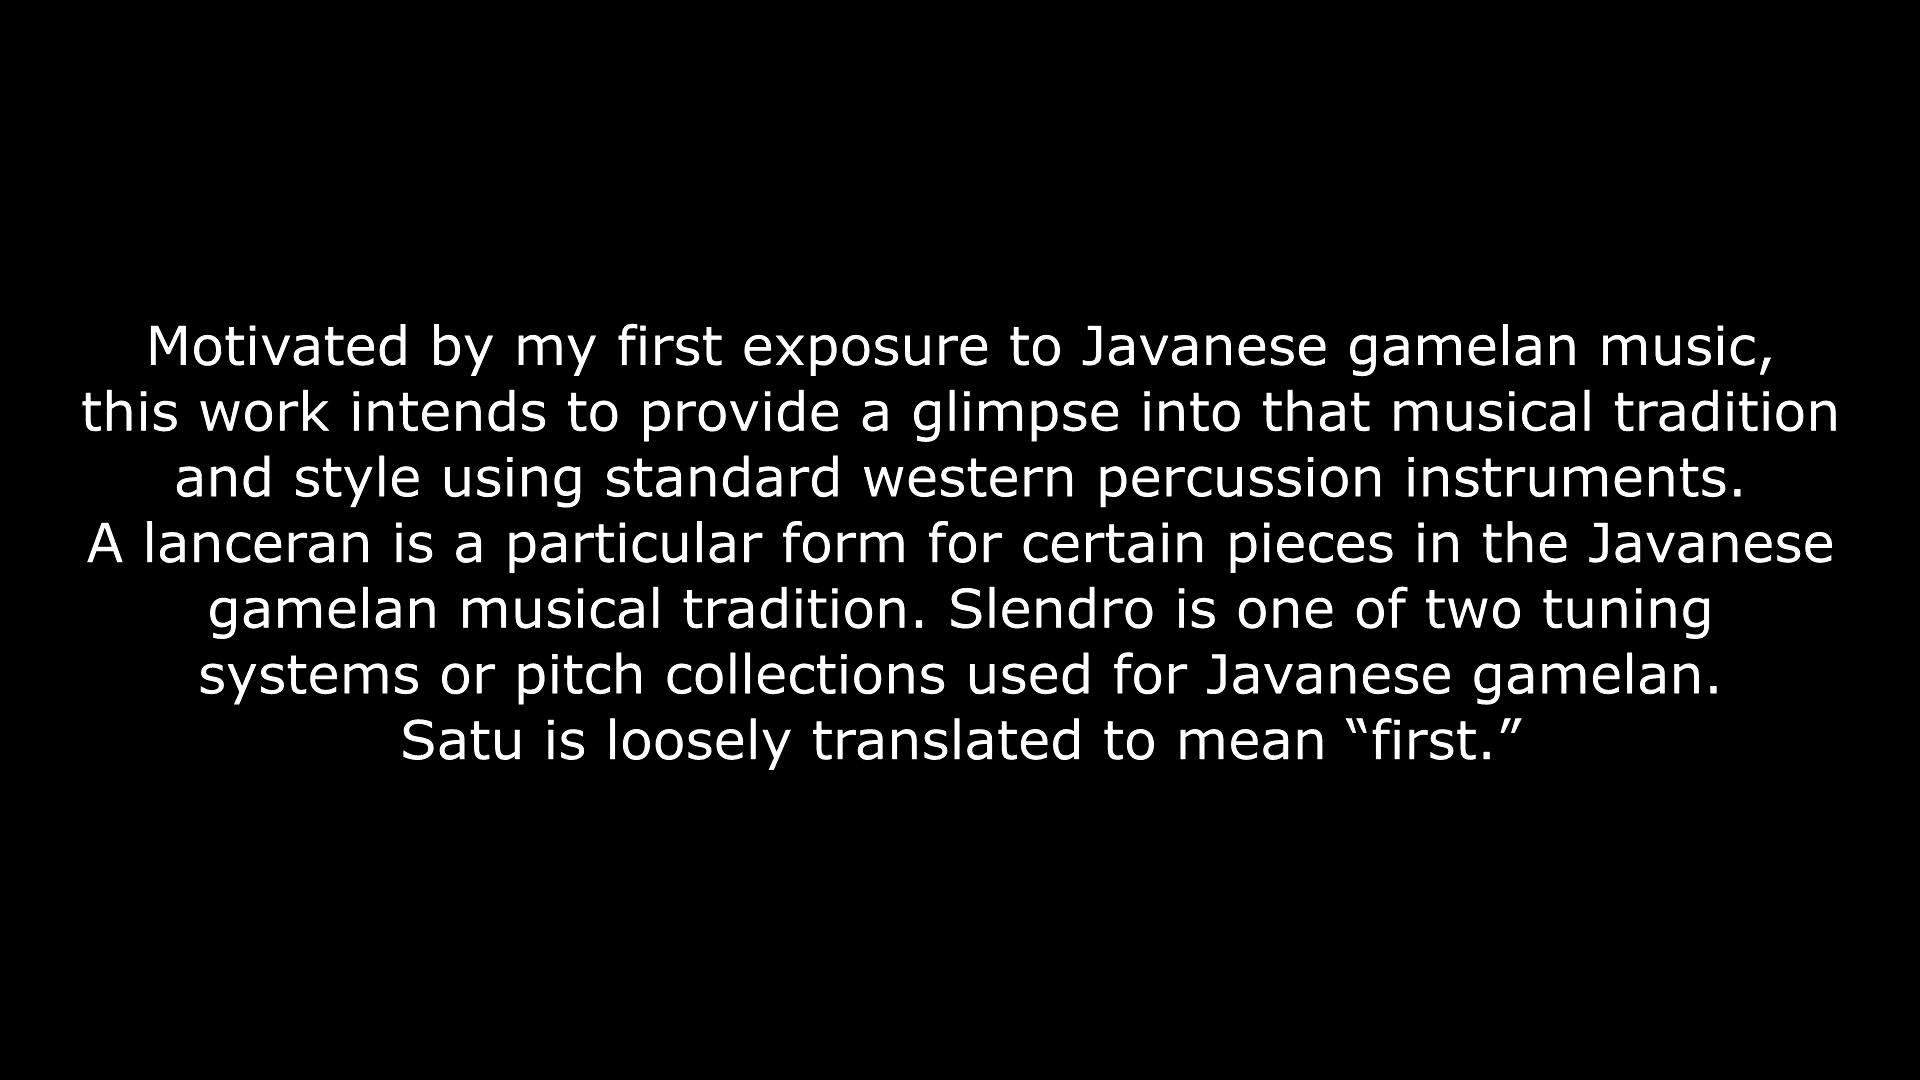 Motivated by my first exposure to Javanese gamelan music,
this work intends to provide a glimpse into that musical tradition
and style using standard western percussion instruments.
A lanceran is a particular form for certain pieces in the Javanese
gamelan musical tradition. Slendro is one of two tuning
systems or pitch collections used for Javanese gamelan.
Satu is loosely translated to mean “first.”